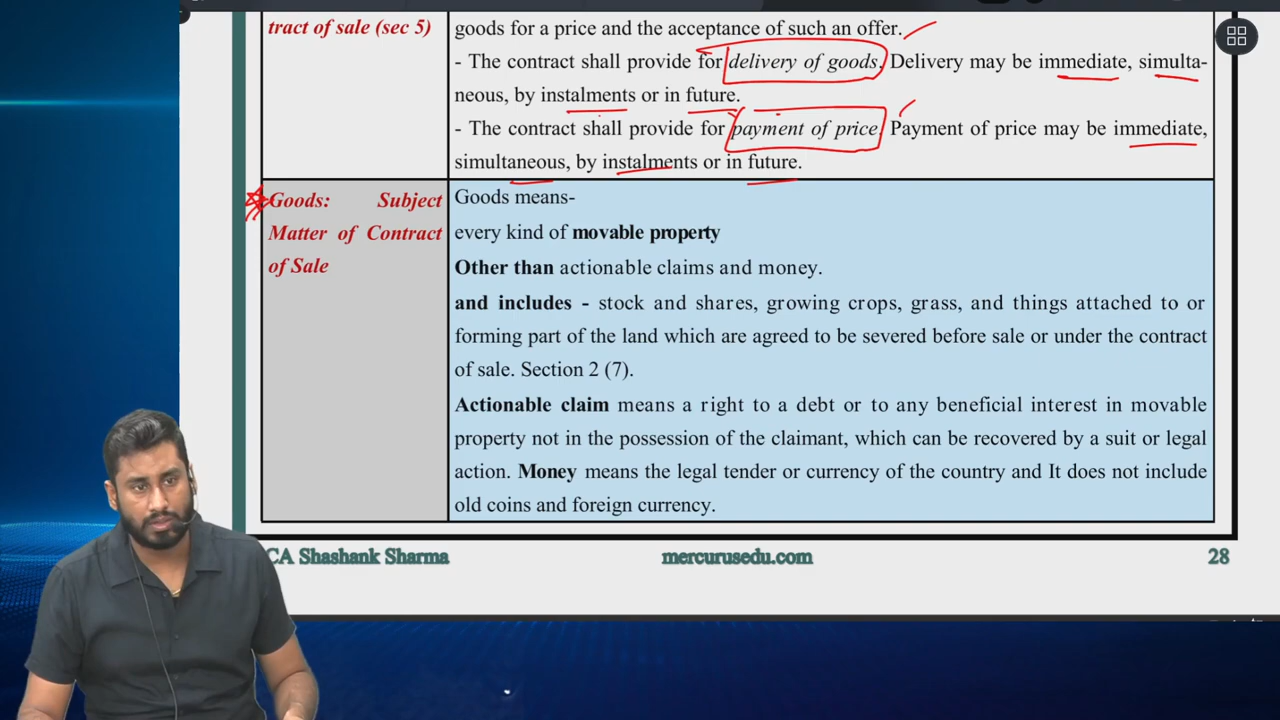 tract of sale (sec 5)
goods for a price and the acceptance of such an offer.
- The contract shall provide for delivery of goods. Delivery may be immediate, simulta-
neous, by instalments or in future.
- The contract shall provide for payment of price. Payment of price may be immediate,
simultaneous, by instalments or in future.
Goods: Subject
Matter of Contract
of Sale
Goods means-
every kind of movable property
Other than actionable claims and money.
and includes - stock and shares, growing crops, grass, and things attached to or
forming part of the land which are agreed to be severed before sale or under the contract
of sale. Section 2 (7).
Actionable claim means a right to a debt or to any beneficial interest in movable
property not in the possession of the claimant, which can be recovered by a suit or legal
action. Money means the legal tender or currency of the country and It does not include
old coins and foreign currency.
CA Shashank Sharma
mercurusedu.com
28